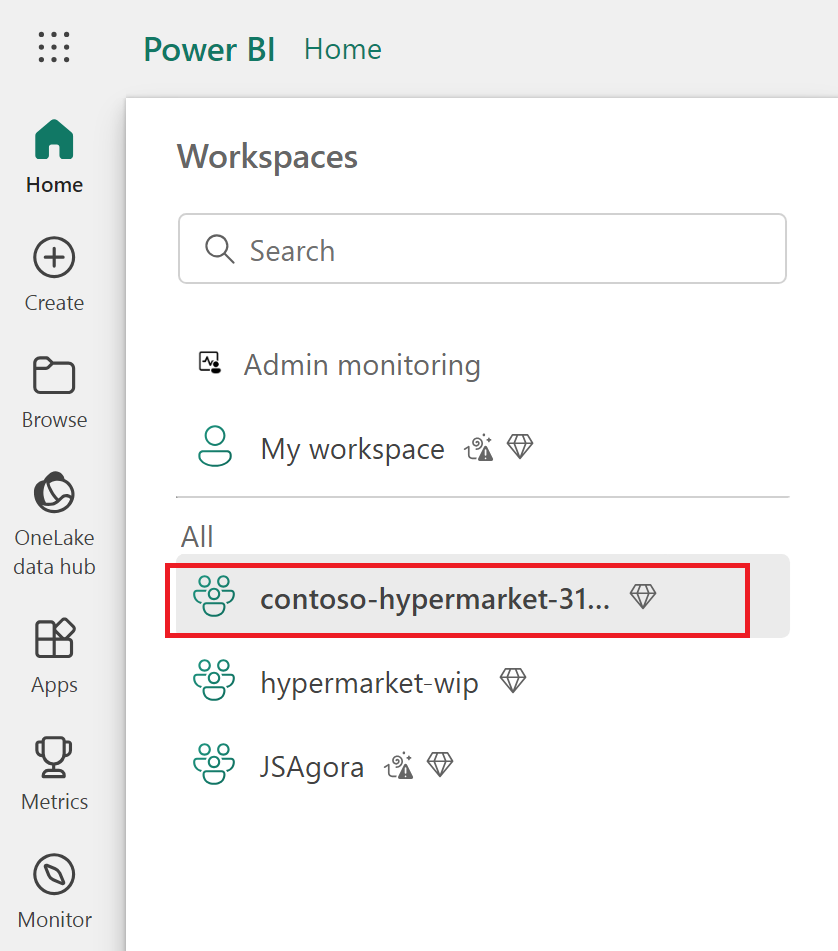 Power BI Home
Home
Create
Browse
OneLake
data hub
Apps
Metrics
Monitor
Workspaces
Search
Admin monitoring
My workspace
All
contoso-hypermarket-31...
hypermarket-wip
JSAgora